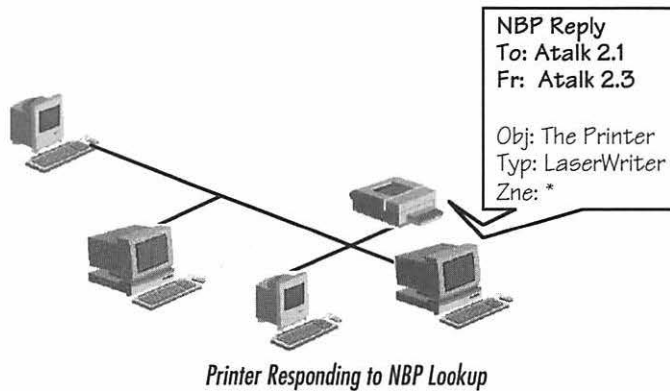 NBP Reply
To: Atalk 2.1
Fr: Atalk 2.3
Obj: The Printer
Typ: LaserWriter
Zne: *
Printer Responding to NBP Lookup